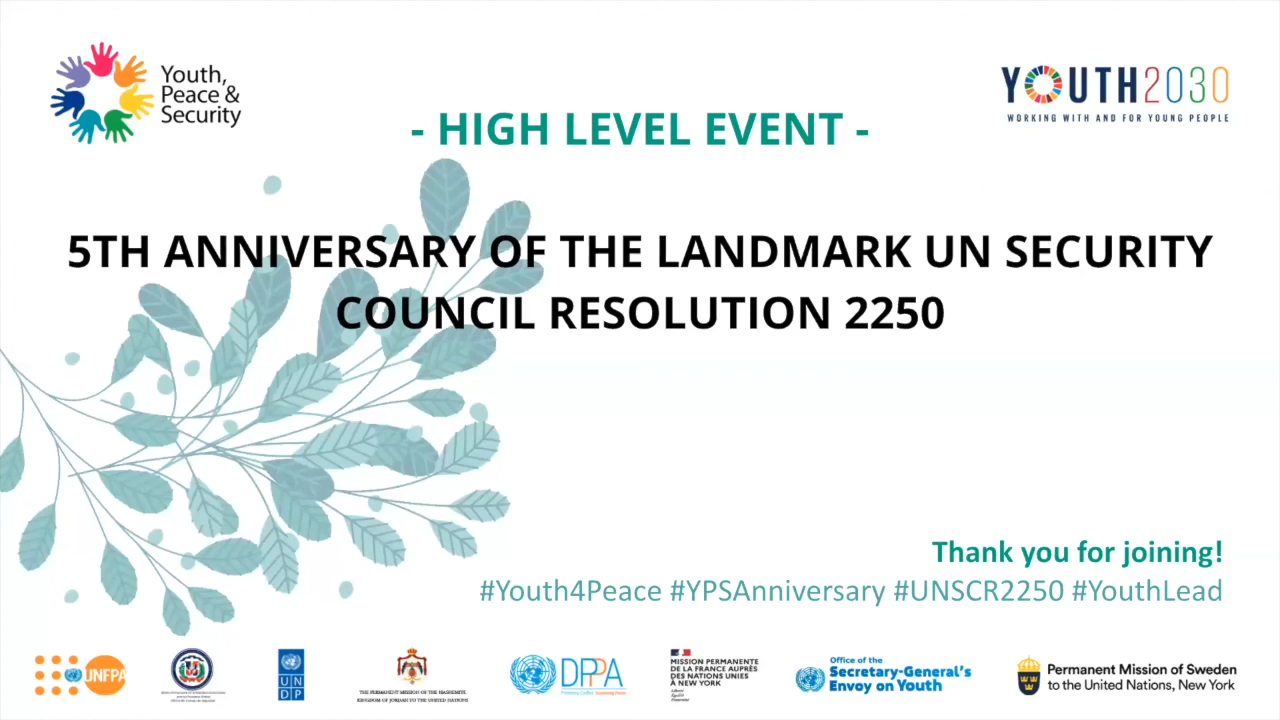 Youth,
Peace &
Security
YOUTH2030
WORKING WITH AND FOR YOUNG PEOPLE
- HIGH LEVEL EVENT -
5TH ANNIVERSARY OF THE LANDMARK UN SECURITY
COUNCIL RESOLUTION 2250
Thank you for joining!
#Youth4Peace #YPSAnniversary #UNSCR2250 #YouthLead
UNFPA
U N
D P
THE PERMANENT MISSION OF THE HASHEMITE
KINGDOM OF JORDAN TO THE UNITED NATIONS
DPPA
MISSION PERMANENTE
DE LA FRANCE AUPRÈS
DES NATIONS UNIES
À NEW YORK
Liberté
Égalité
Fraternité
Office of the
Secretary-General's
Envoy on Youth
Permanent Mission of Sweden
to the United Nations, New York